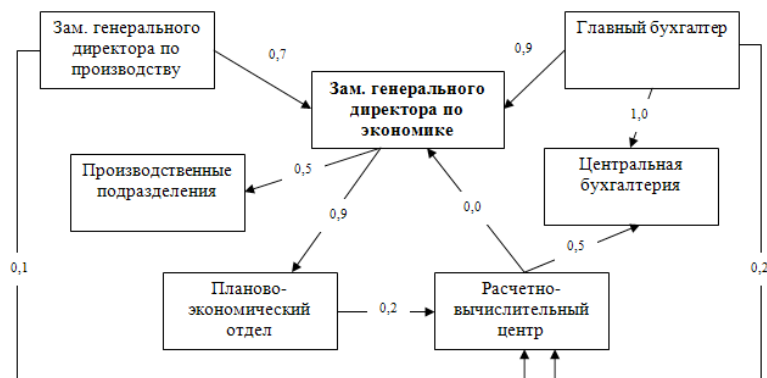 Зам. генерального
директора по
производству
Главный бухгалтер
0,7
0,9
Зам. генерального
директора по
экономике
1,0
Производственные
подразделения
0,5
Центральная
бухгалтерия
0,9
0,0
0,5
0,1
0,2
Планово-
экономический
отдел
0,2
Расчетно-
вычислительный
центр